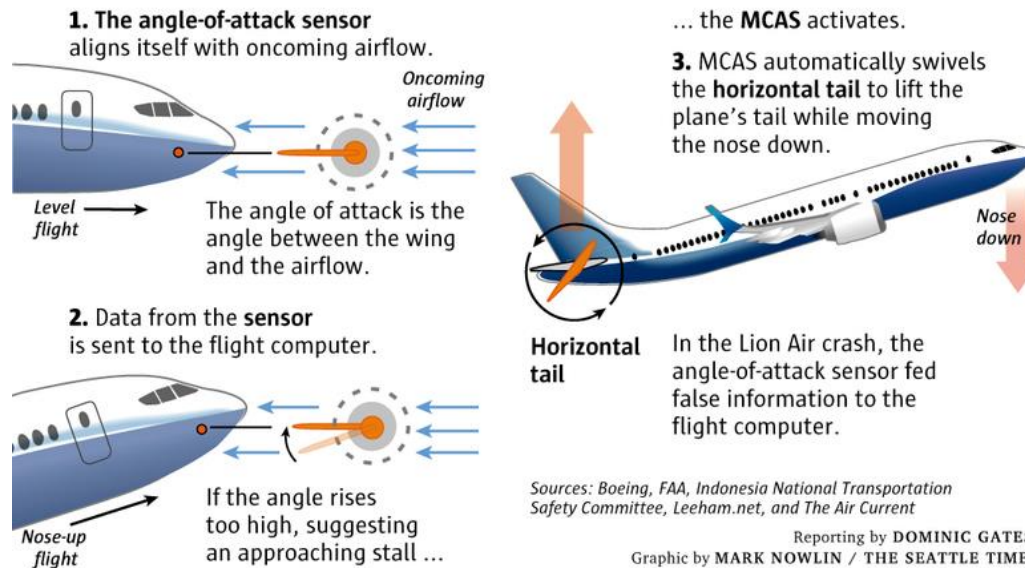 1. The angle-of-attack sensor
aligns itself with oncoming airflow.
Oncoming
airflow
Level
flight
The angle of attack is the
angle between the wing
and the airflow.
2. Data from the sensor
is sent to the flight computer.
Nose-up
flight
If the angle rises
too high, suggesting
an approaching stall ...
... the MCAS activates.
3. MCAS automatically swivels
the horizontal tail to lift the
plane’s tail while moving
the nose down.
Nose
down
Horizontal
tail
In the Lion Air crash, the
angle-of-attack sensor fed
false information to the
flight computer.
Sources: Boeing, FAA, Indonesia National Transportation
Safety Committee, Leeham.net, and The Air Current
Reporting by DOMINIC GATES
Graphic by MARK NOWLIN / THE SEATTLE TIME